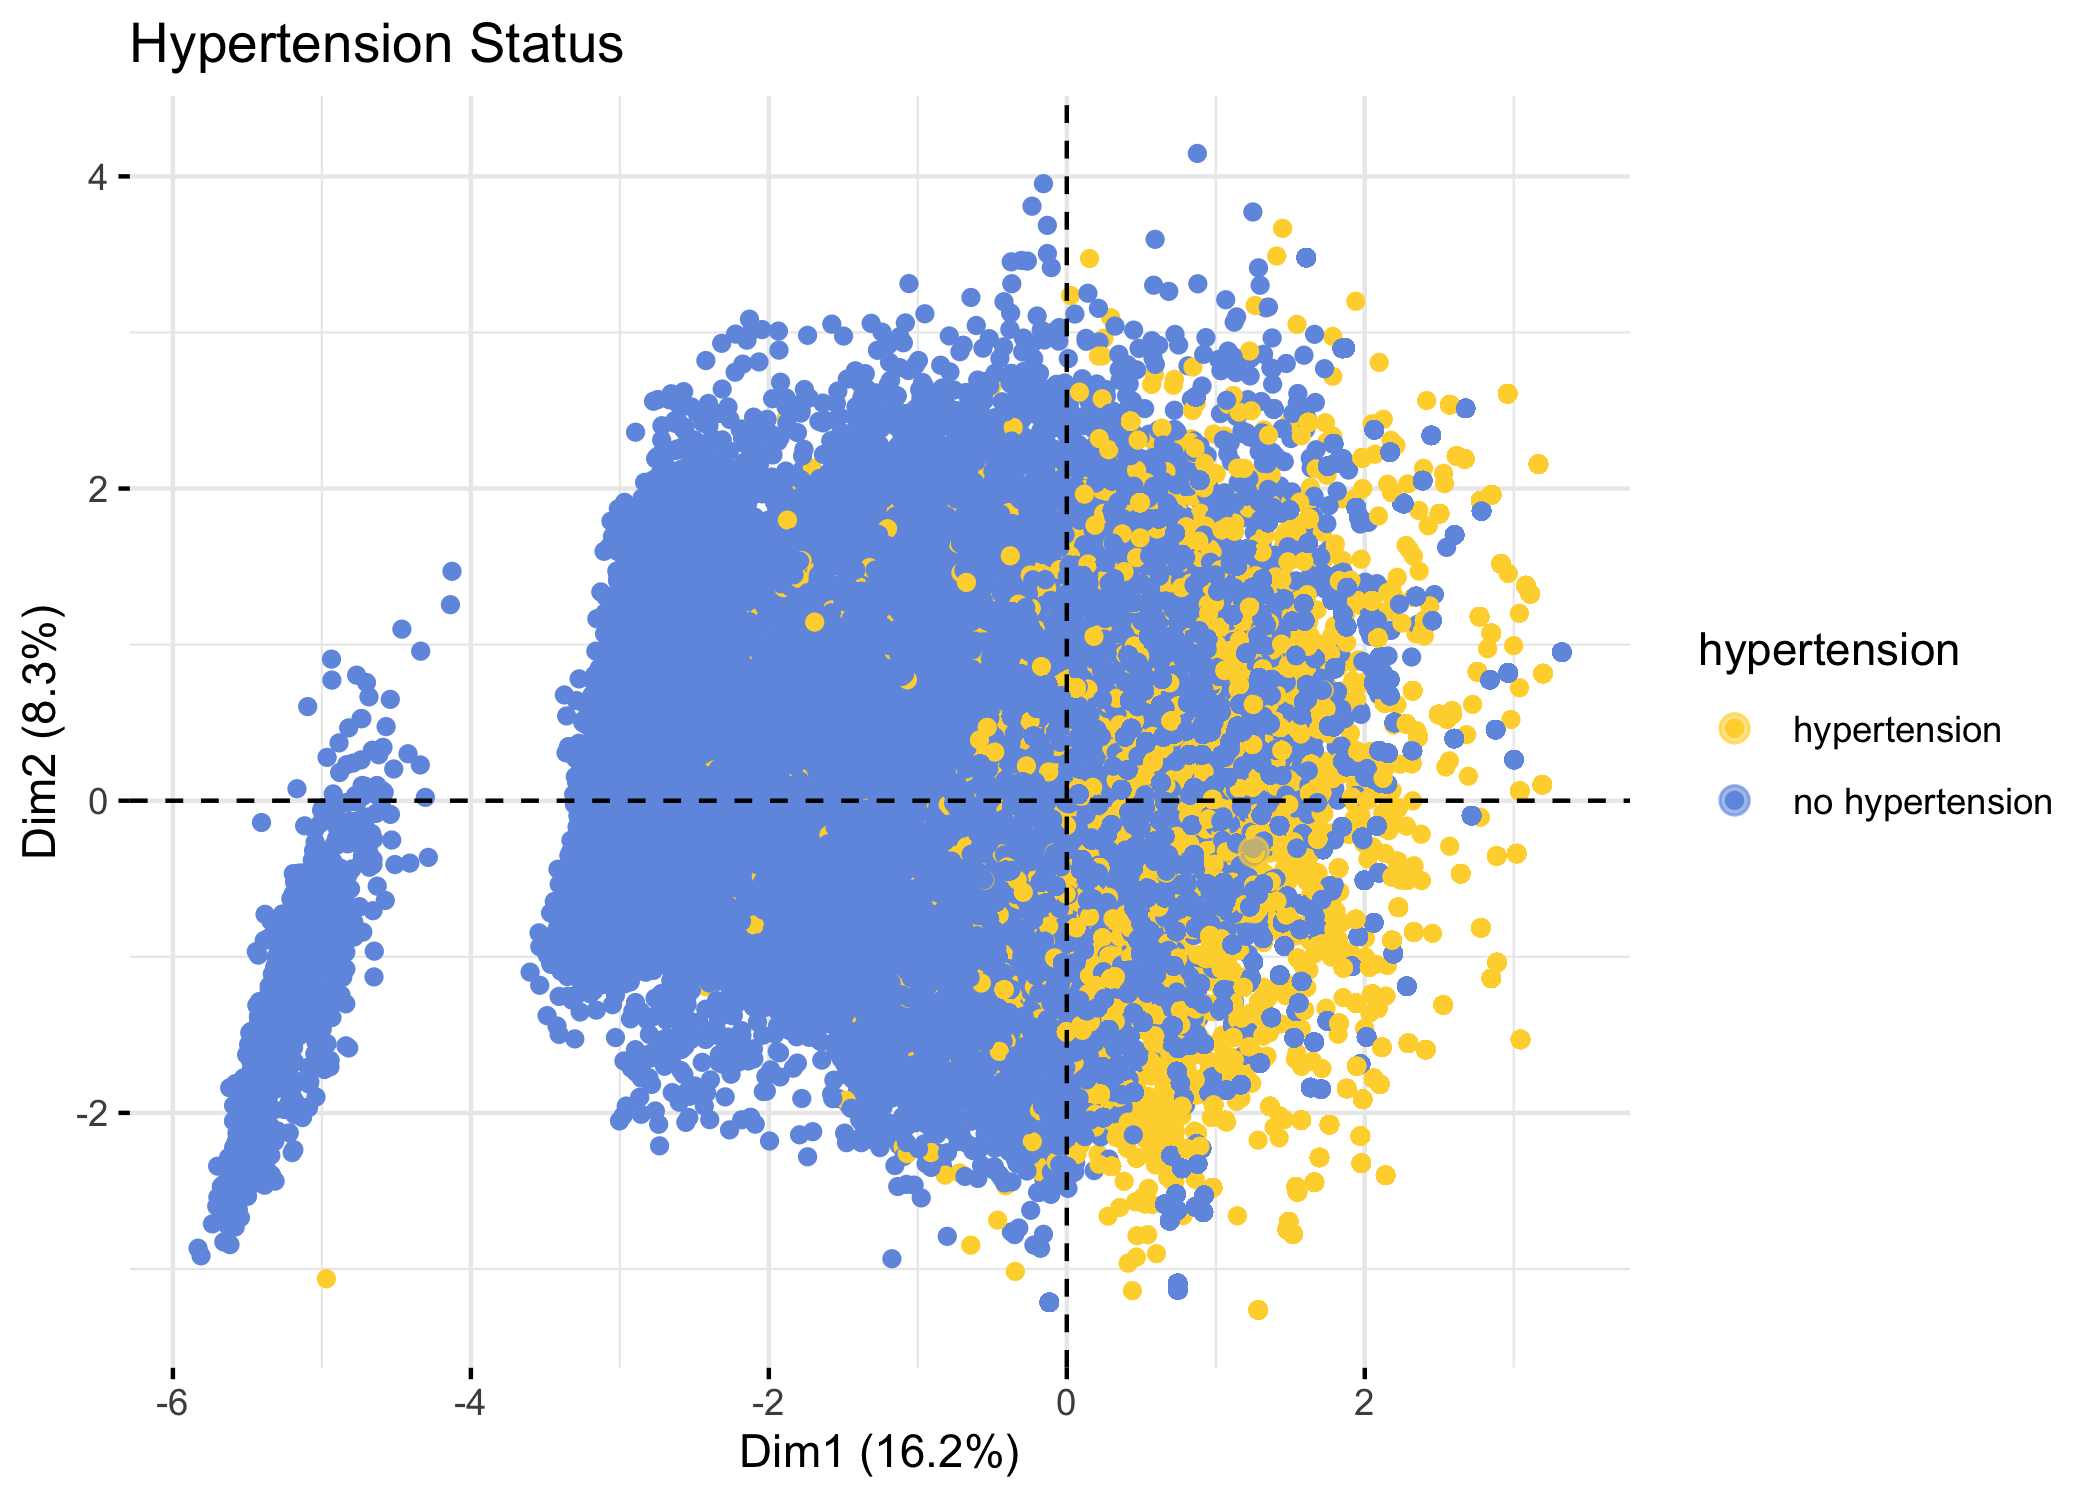 Hypertension Status
4
2
0
-2
Dim2 (8.3%)
-6
-4
-2
0
2
Dim1 (16.2%)
hypertension
hypertension
no hypertension